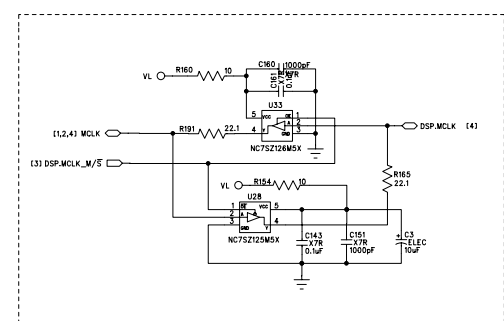 C160 1000pF
X7R
R160 10
VL
C161 X7R 0.1uF
U33
5 VCC OE 1
A 2
4 Y GND 3
NC7SZ126M5X
[1,2,4] MCLK
R191 22.1
DSP.MCLK [4]
[3] DSP.MCLK_M/S
R165
22.1
VL
R154 10
U28
1 OE VCC 5
2 A
3 GND Y 4
NC7SZ125M5X
C143
X7R
0.1uF
C151
X7R
1000pF
+ C3
ELEC
10uF